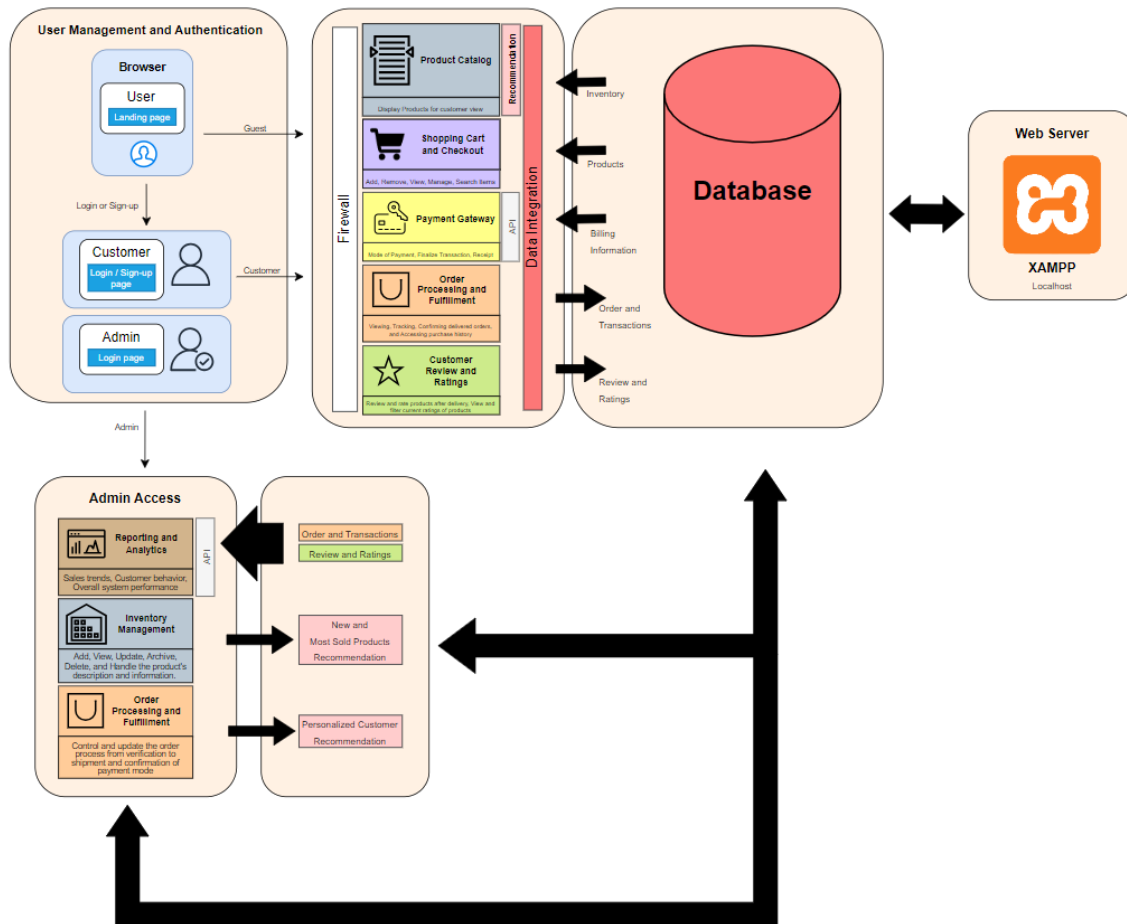 User Management and Authentication
Browser
User
Landing page
Login or Sign-up
Customer
Login / Sign-up
page
Admin
Login page
Guest
Customer
Admin
Firewall
Product Catalog
Display Products for customer view
Recommendation
Shopping Cart
and Checkout
Add, Remove, View, Manage, Search Items
Payment Gateway
Mode of Payment, Finalize Transaction, Receipt
API
Order
Processing and
Fulfillment
Viewing, Tracking, Confirming delivered orders,
and Accessing purchase history
Customer
Review and
Ratings
Review and rate products after delivery, View and
filter current ratings of products
Data Integration
Inventory
Products
Billing
Information
Order and
Transactions
Review and
Ratings
Database
Web Server
XAMPP
Localhost
Admin Access
Reporting and
Analytics
Sales trends, Customer behavior,
Overall system performance
API
Inventory
Management
Add, View, Update, Archive,
Delete, and Handle the product's
description and information.
Order
Processing and
Fulfillment
Control and update the order
process from verification to
shipment and confirmation of
payment mode
Order and Transactions
Review and Ratings
New and
Most Sold Products
Recommendation
Personalized Customer
Recommendation